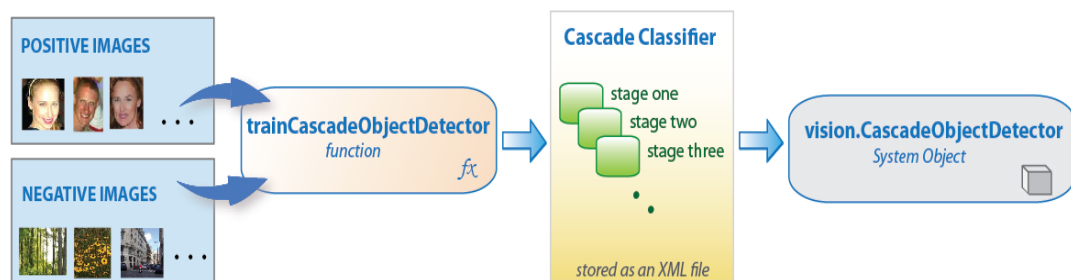 POSITIVE IMAGES
. . .
NEGATIVE IMAGES
. . .
trainCascadeObjectDetector
function
fx
Cascade Classifier
stage one
stage two
stage three
stored as an XML file
vision.CascadeObjectDetector
System Object